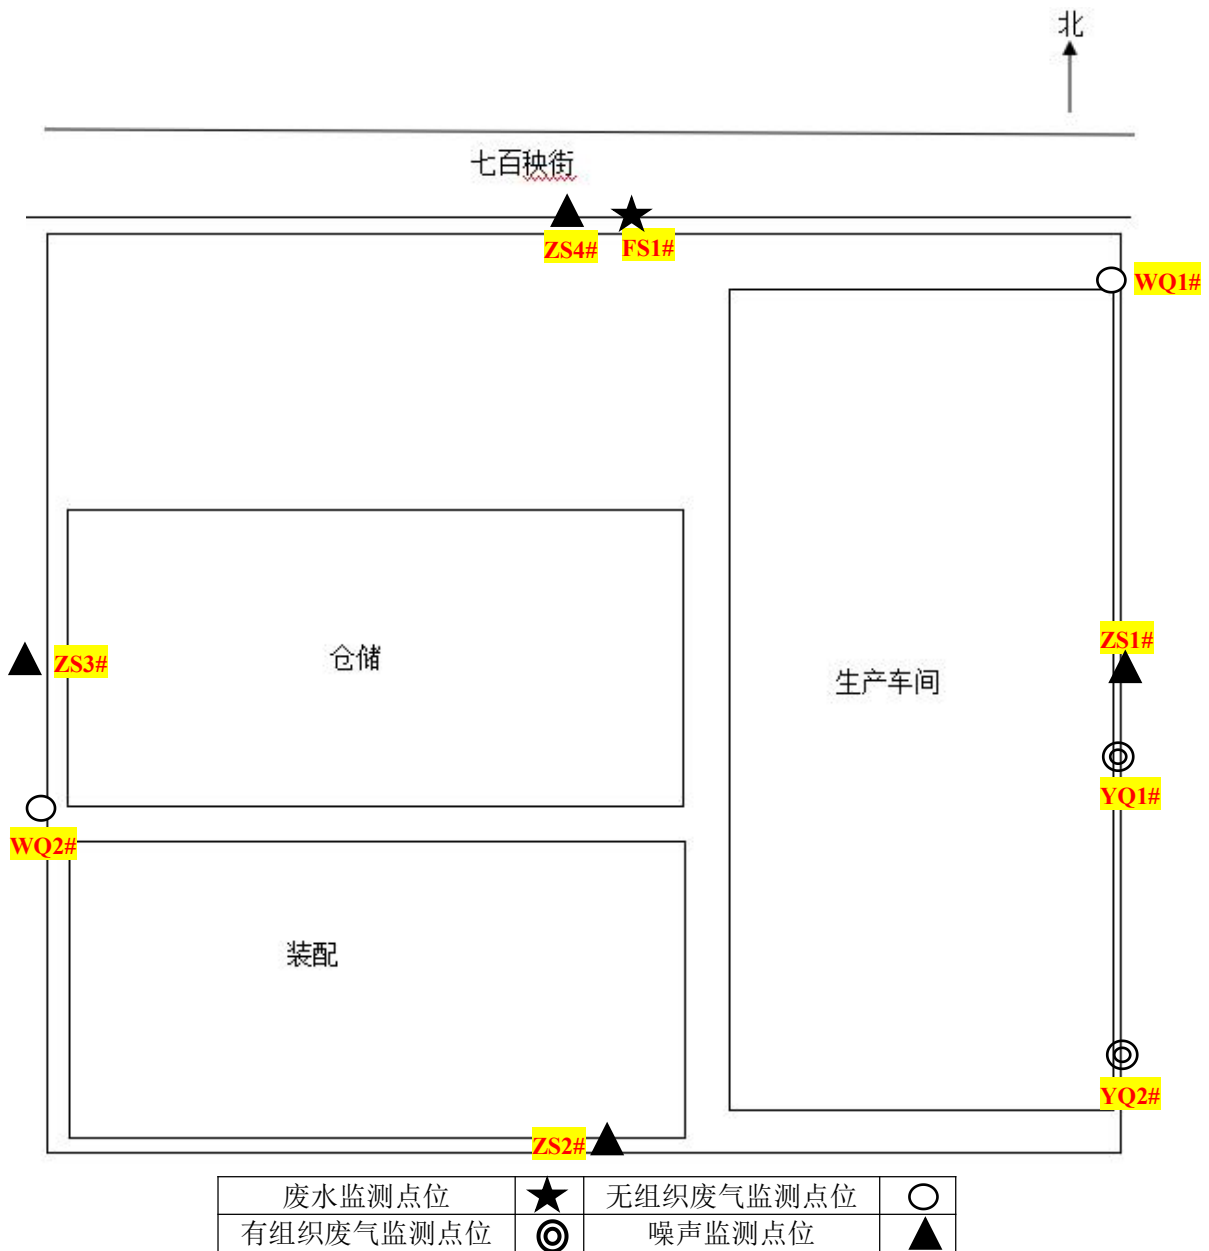 北
七百秧街
ZS4# FS1#
WQ1#
ZS1#
ZS3#
仓储
生产车间
YQ1#
WQ2#
装配
YQ2#
ZS2#
废水监测点位 ★ 无组织废气监测点位 ○
有组织废气监测点位 ◎ 噪声监测点位 ▲